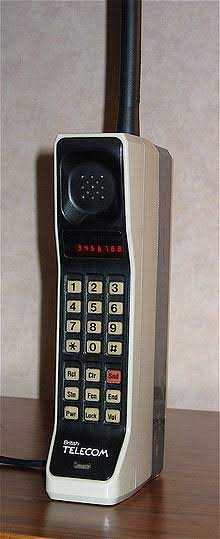 3456788
1 2 3
4 5 6
7 8 9
* 0 #
Rcl Clr Snd
Sto Fcn End
Pwr Lock Vol
British
TELECOM